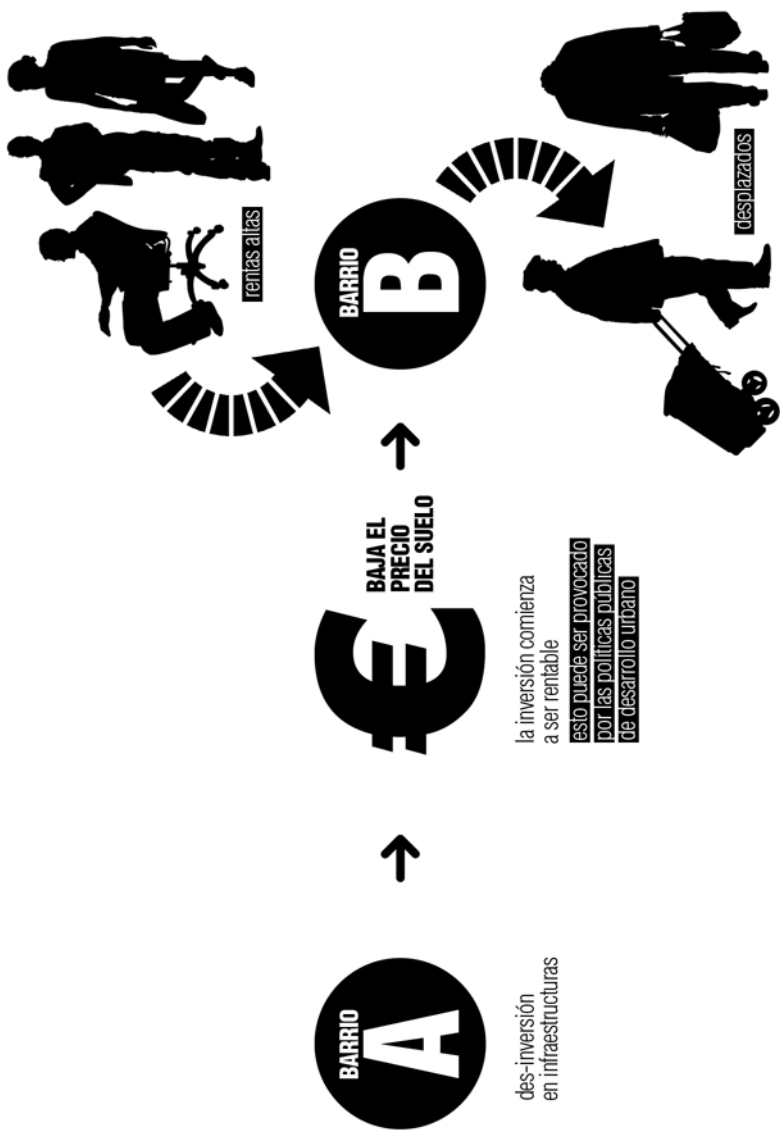 BARRIO
A
des-inversión
en infraestructuras
€
BAJA EL
PRECIO
DEL SUELO
la inversión comienza
a ser rentable
esto puede ser provocado
por las políticas públicas
de desarrollo urbano
rentas altas
BARRIO
B
desplazados